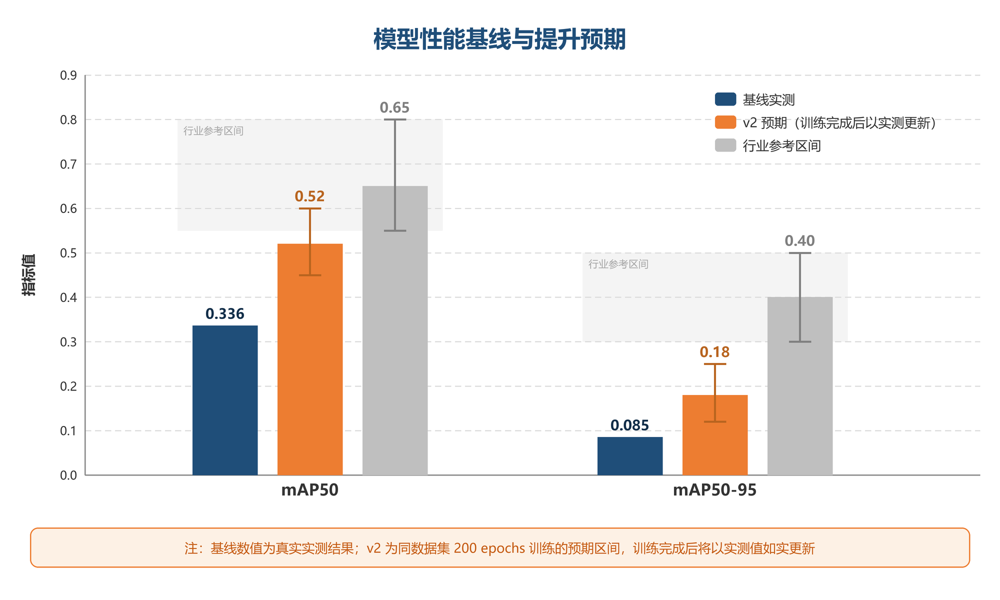 模型性能基线与提升预期
0.9
0.8
0.7
0.6
0.5
0.4
0.3
0.2
0.1
0.0
指标值
行业参考区间
0.336
0.52
0.65
行业参考区间
0.085
0.18
0.40
基线实测
v2 预期（训练完成后以实测更新）
行业参考区间
mAP50
mAP50-95
注：基线数值为真实实测结果；v2 为同数据集 200 epochs 训练的预期区间，训练完成后将以实测值如实更新